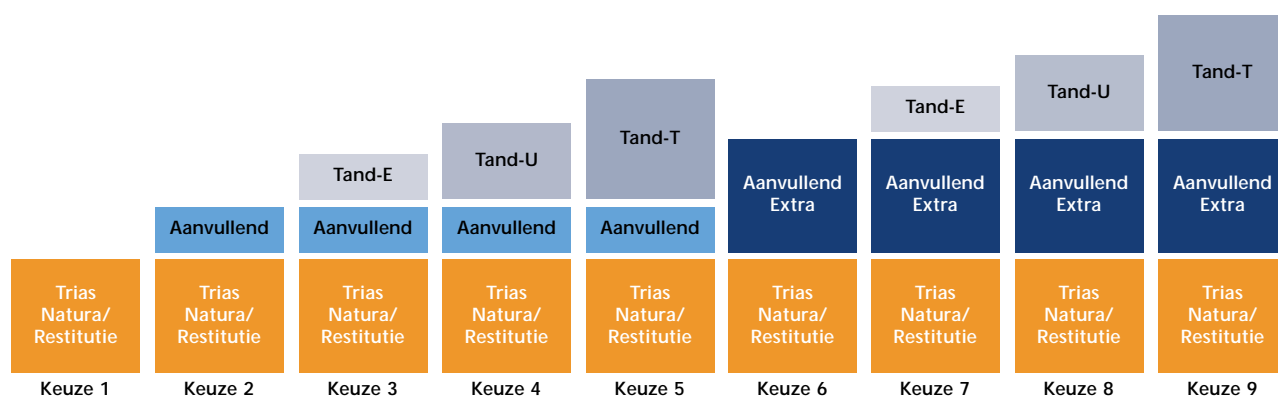 Tand-T
Tand-U
Tand-E
Tand-T
Tand-U
Tand-E
Aanvullend
Extra
Aanvullend
Extra
Aanvullend
Extra
Aanvullend
Extra
Aanvullend
Aanvullend
Aanvullend
Aanvullend
Trias
Natura/
Restitutie
Trias
Natura/
Restitutie
Trias
Natura/
Restitutie
Trias
Natura/
Restitutie
Trias
Natura/
Restitutie
Trias
Natura/
Restitutie
Trias
Natura/
Restitutie
Trias
Natura/
Restitutie
Trias
Natura/
Restitutie
Keuze 1
Keuze 2
Keuze 3
Keuze 4
Keuze 5
Keuze 6
Keuze 7
Keuze 8
Keuze 9